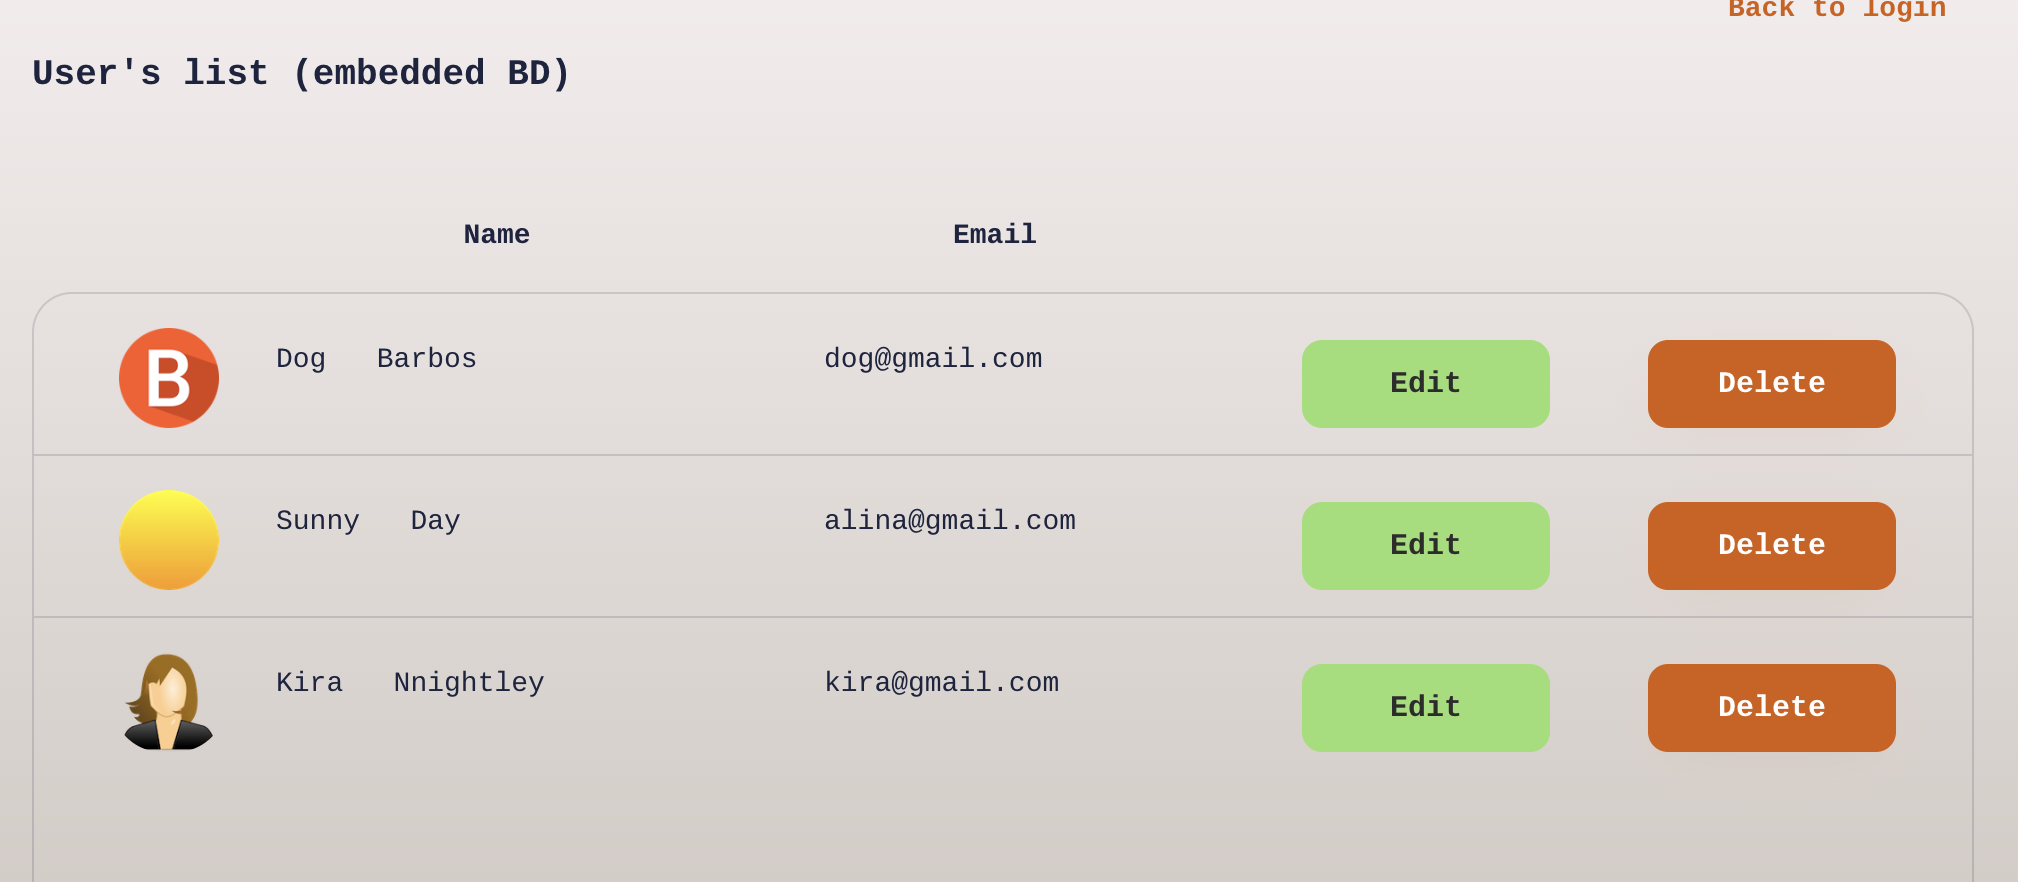 Back to login
User's list (embedded BD)
Name Email
B Dog Barbos dog@gmail.com Edit Delete
Sunny Day alina@gmail.com Edit Delete
Kira Nnightley kira@gmail.com Edit Delete